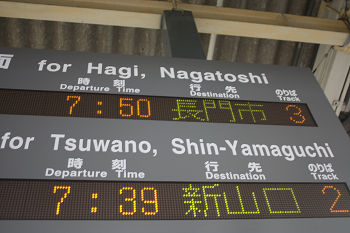 面 for Hagi, Nagatoshi
時刻 行先 のりば
Departure Time Destination Track
7:50 長門市 3
for Tsuwano, Shin-Yamaguchi
時刻 行先 のりば
Departure Time Destination Track
7:39 新山口 2